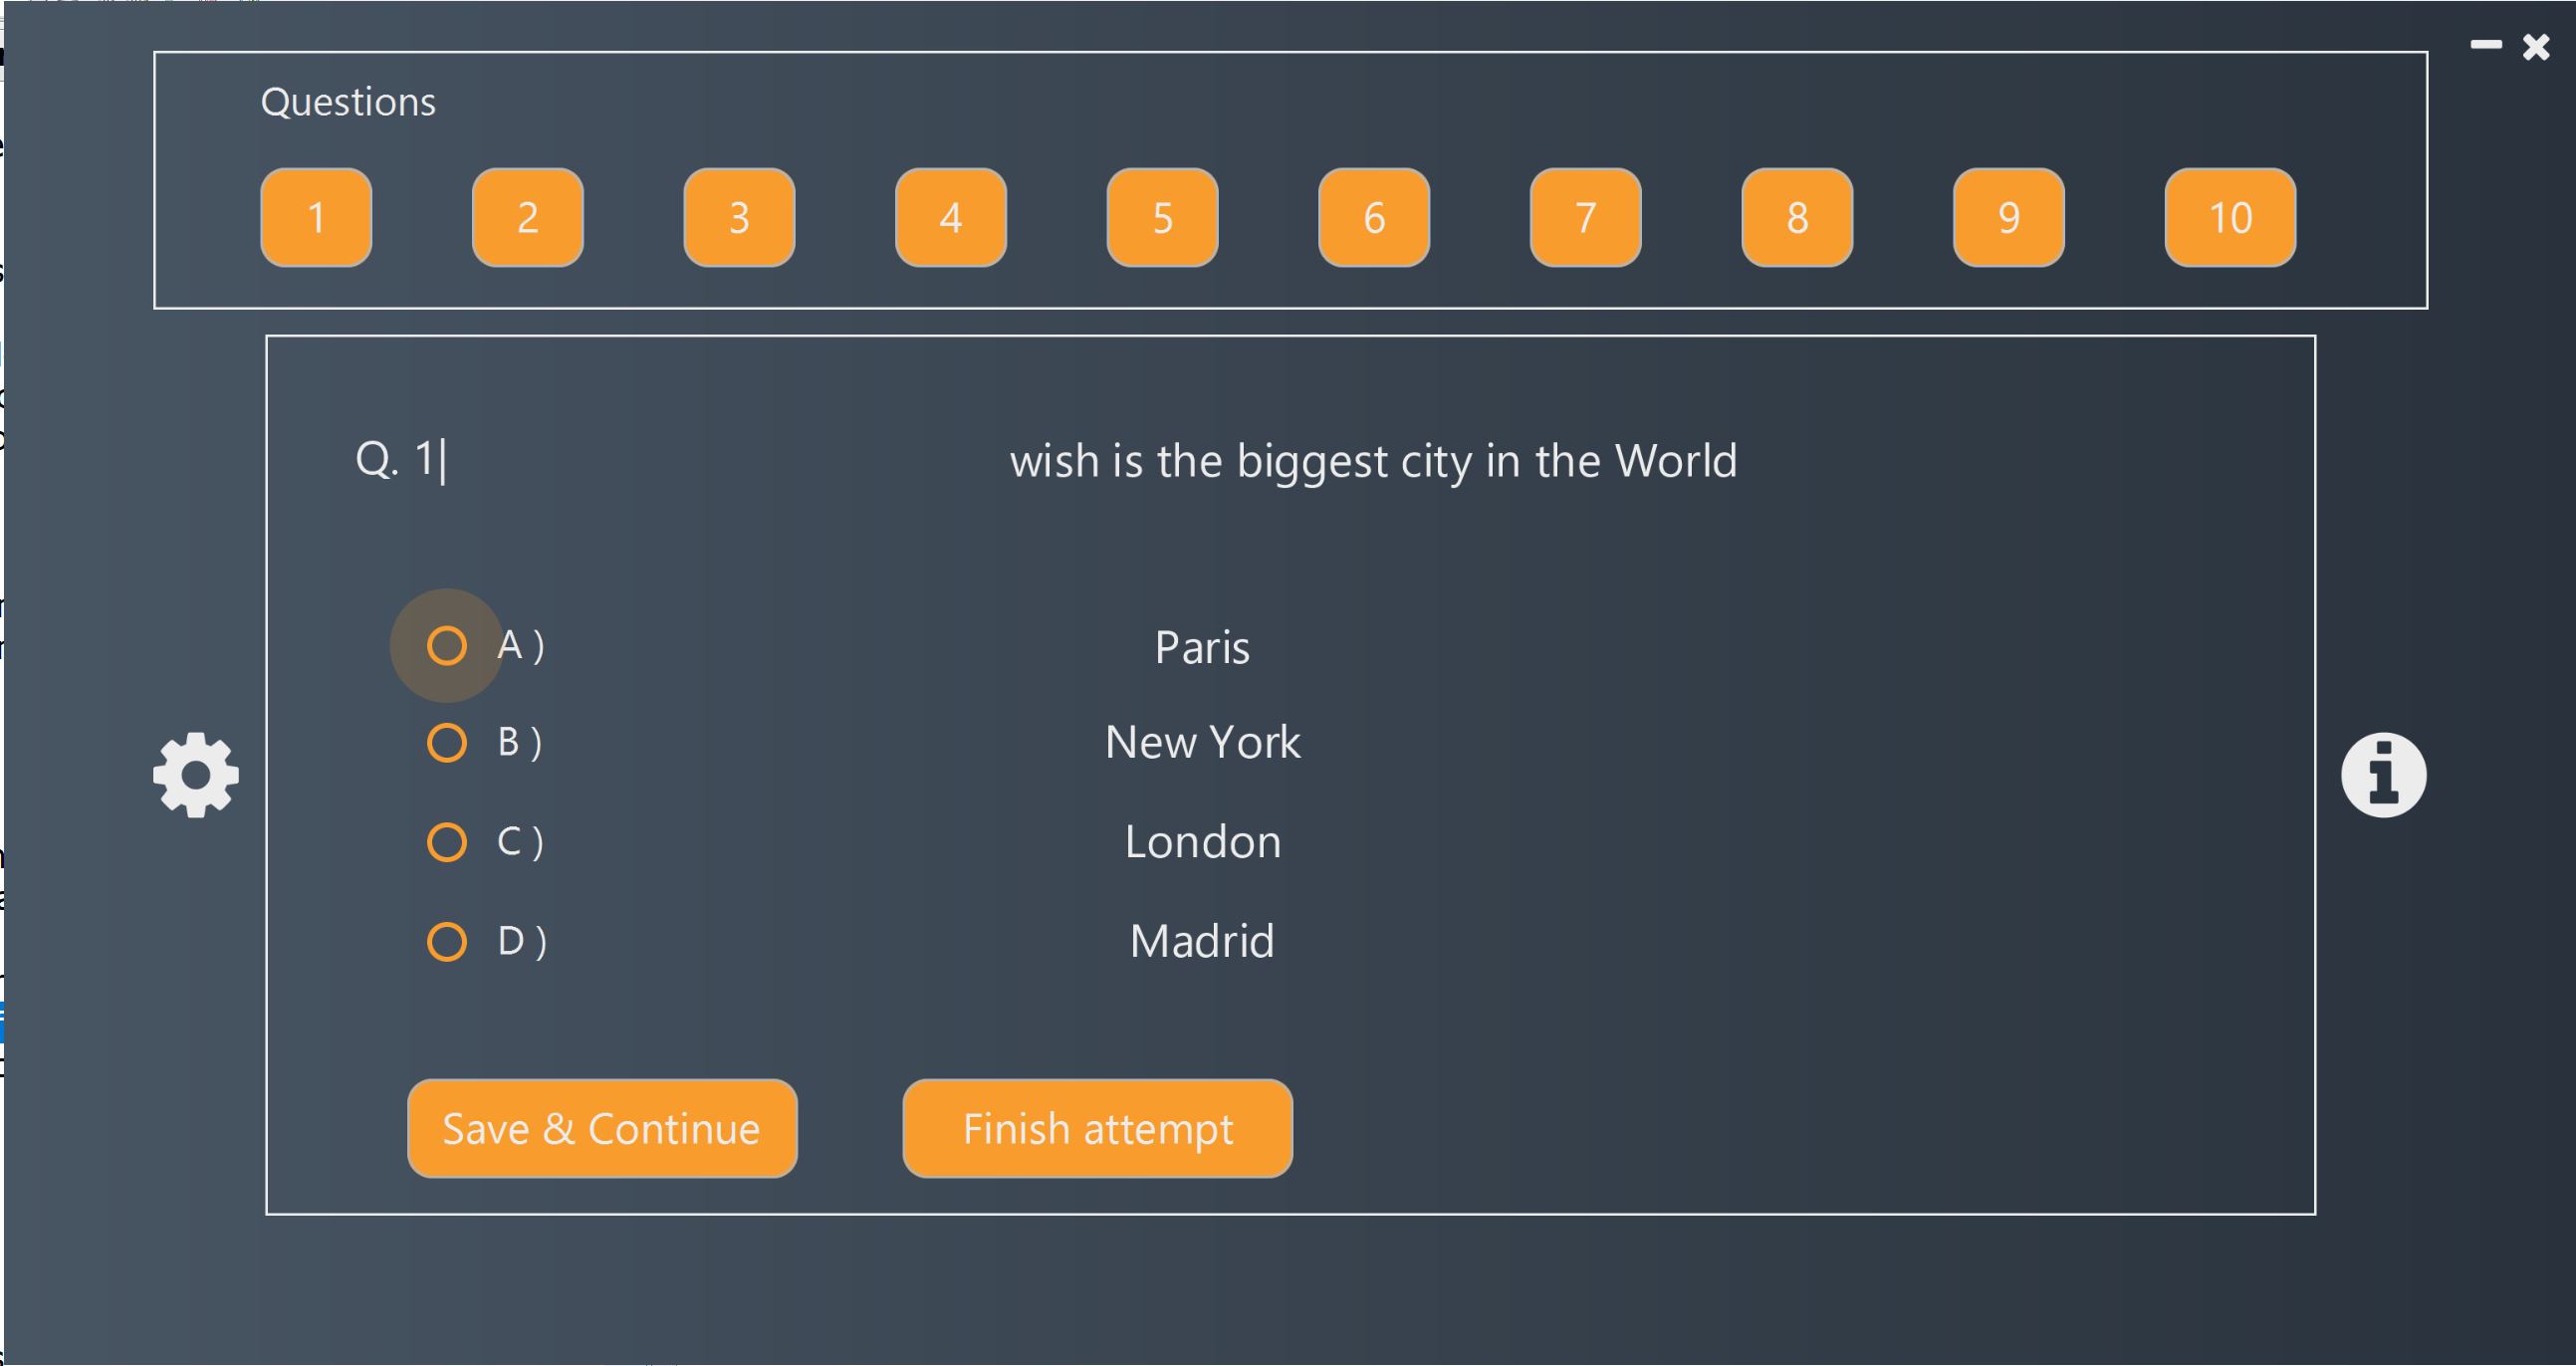 Questions
1 2 3 4 5 6 7 8 9 10
Q. 1| wish is the biggest city in the World
A ) Paris
B ) New York
C ) London
D ) Madrid
Save & Continue Finish attempt